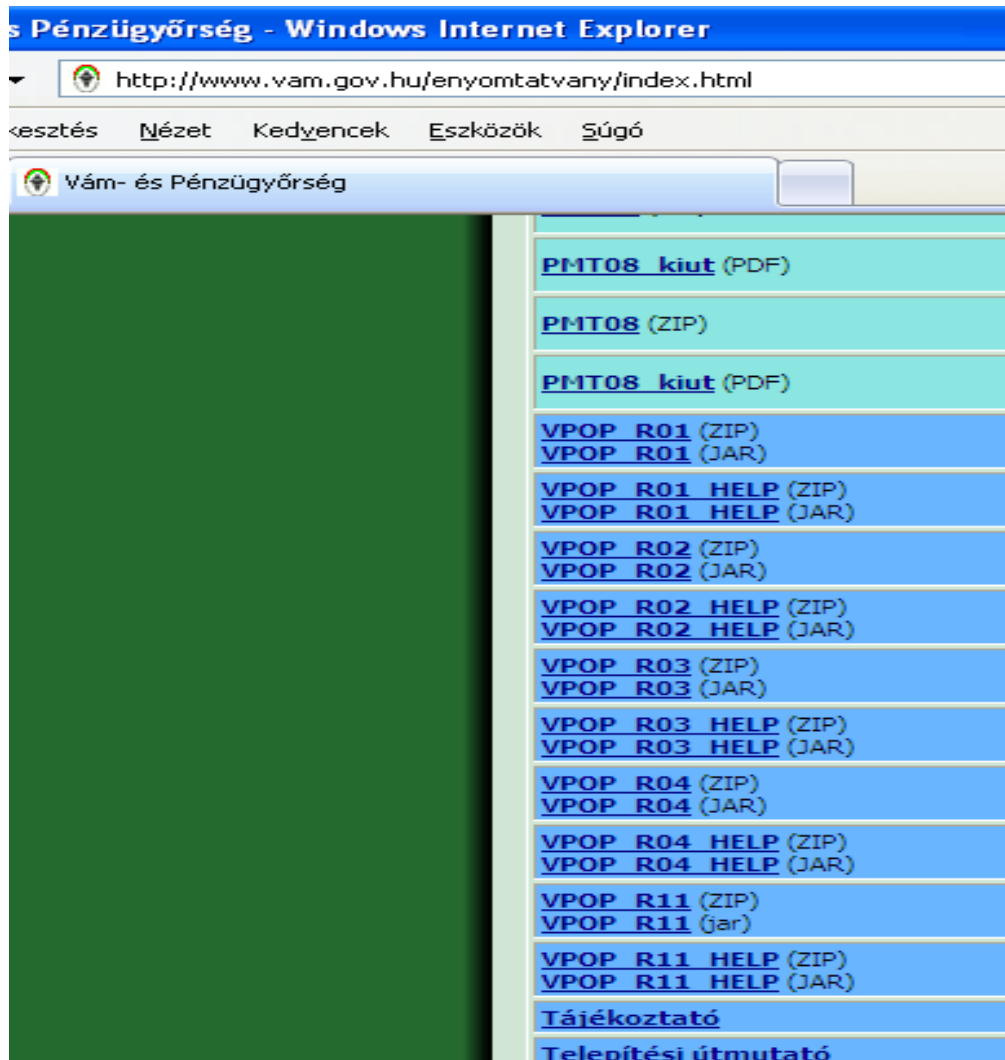 s Pénzügyőrség - Windows Internet Explorer
http://www.vam.gov.hu/enyomtatvany/index.html
kesztés Nézet Kedvencek Eszközök Súgó
Vám- és Pénzügyőrség
PMT08_kiut (PDF)
PMT08 (ZIP)
PMT08_kiut (PDF)
VPOP_R01 (ZIP)
VPOP_R01 (JAR)
VPOP_R01_HELP (ZIP)
VPOP_R01_HELP (JAR)
VPOP_R02 (ZIP)
VPOP_R02 (JAR)
VPOP_R02_HELP (ZIP)
VPOP_R02_HELP (JAR)
VPOP_R03 (ZIP)
VPOP_R03 (JAR)
VPOP_R03_HELP (ZIP)
VPOP_R03_HELP (JAR)
VPOP_R04 (ZIP)
VPOP_R04 (JAR)
VPOP_R04_HELP (ZIP)
VPOP_R04_HELP (JAR)
VPOP_R11 (ZIP)
VPOP_R11 (jar)
VPOP_R11_HELP (ZIP)
VPOP_R11_HELP (JAR)
Tájékoztató
Telepítési útmutató